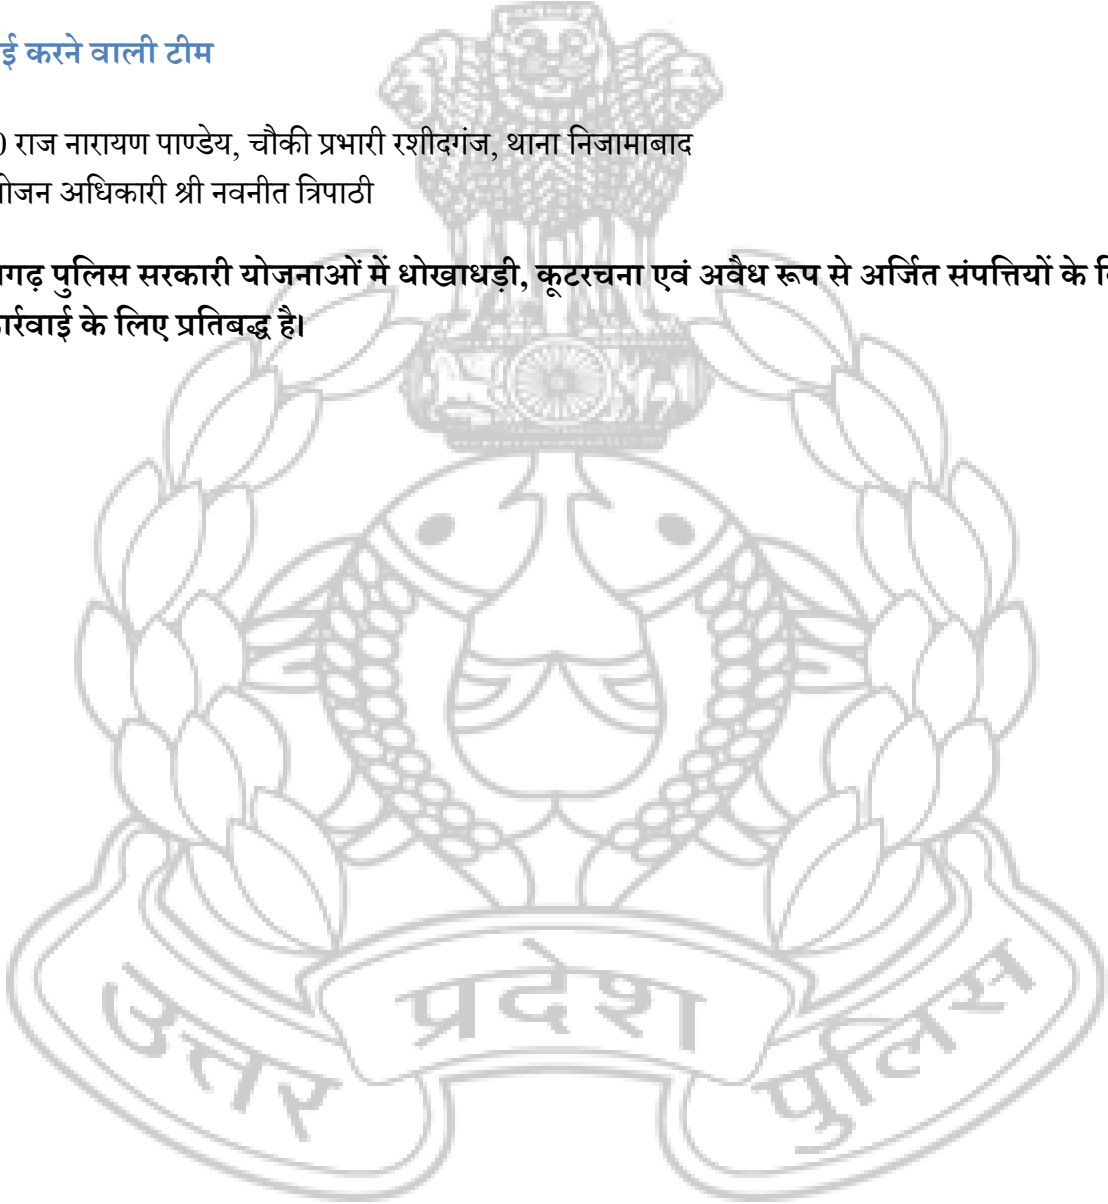 ई करने वाली टीम
0 राज नारायण पाण्डेय, चौकी प्रभारी रशीदगंज, थाना निजामाबाद
योजन अधिकारी श्री नवनीत त्रिपाठी
गढ़ पुलिस सरकारी योजनाओं में धोखाधड़ी, कूटरचना एवं अवैध रूप से अर्जित संपत्तियों के
कार्रवाई के लिए प्रतिबद्ध है।
उत्तर प्रदेश पुलिस